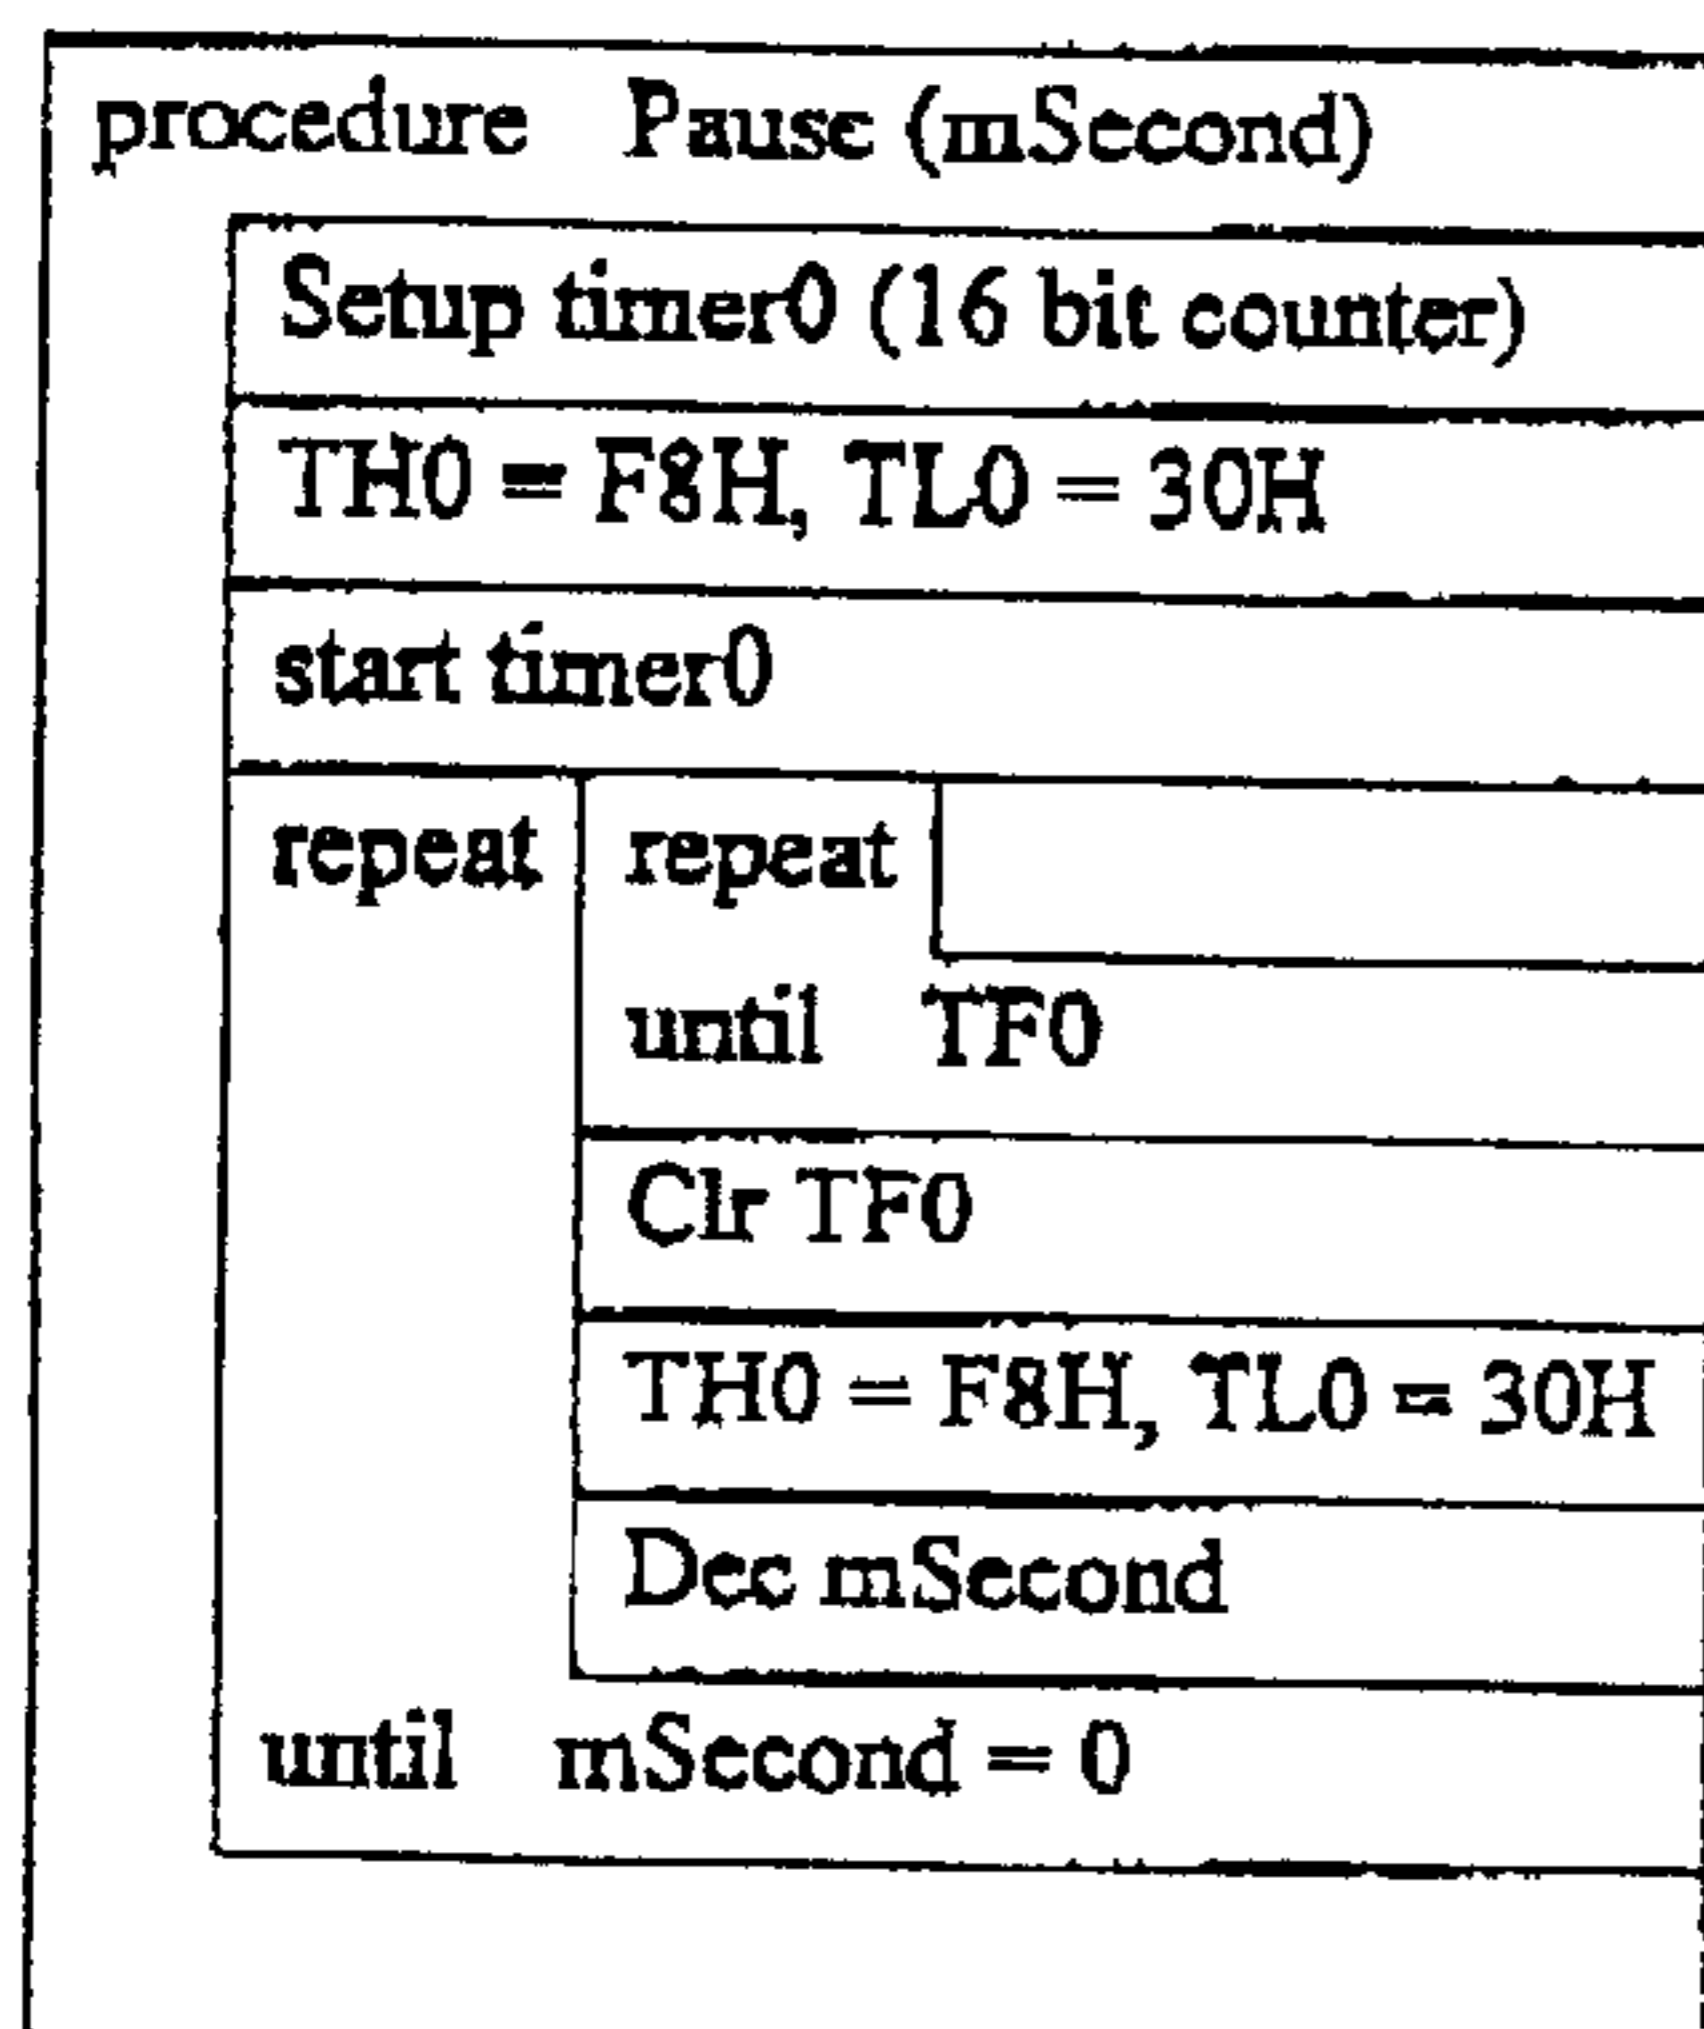 procedure Pause (mSecond)
Setup timer0 (16 bit counter)
TH0 = F8H, TL0 = 30H
start timer0
repeat repeat
until TF0
Clr TF0
TH0 = F8H, TL0 = 30H
Dec mSecond
until mSecond = 0